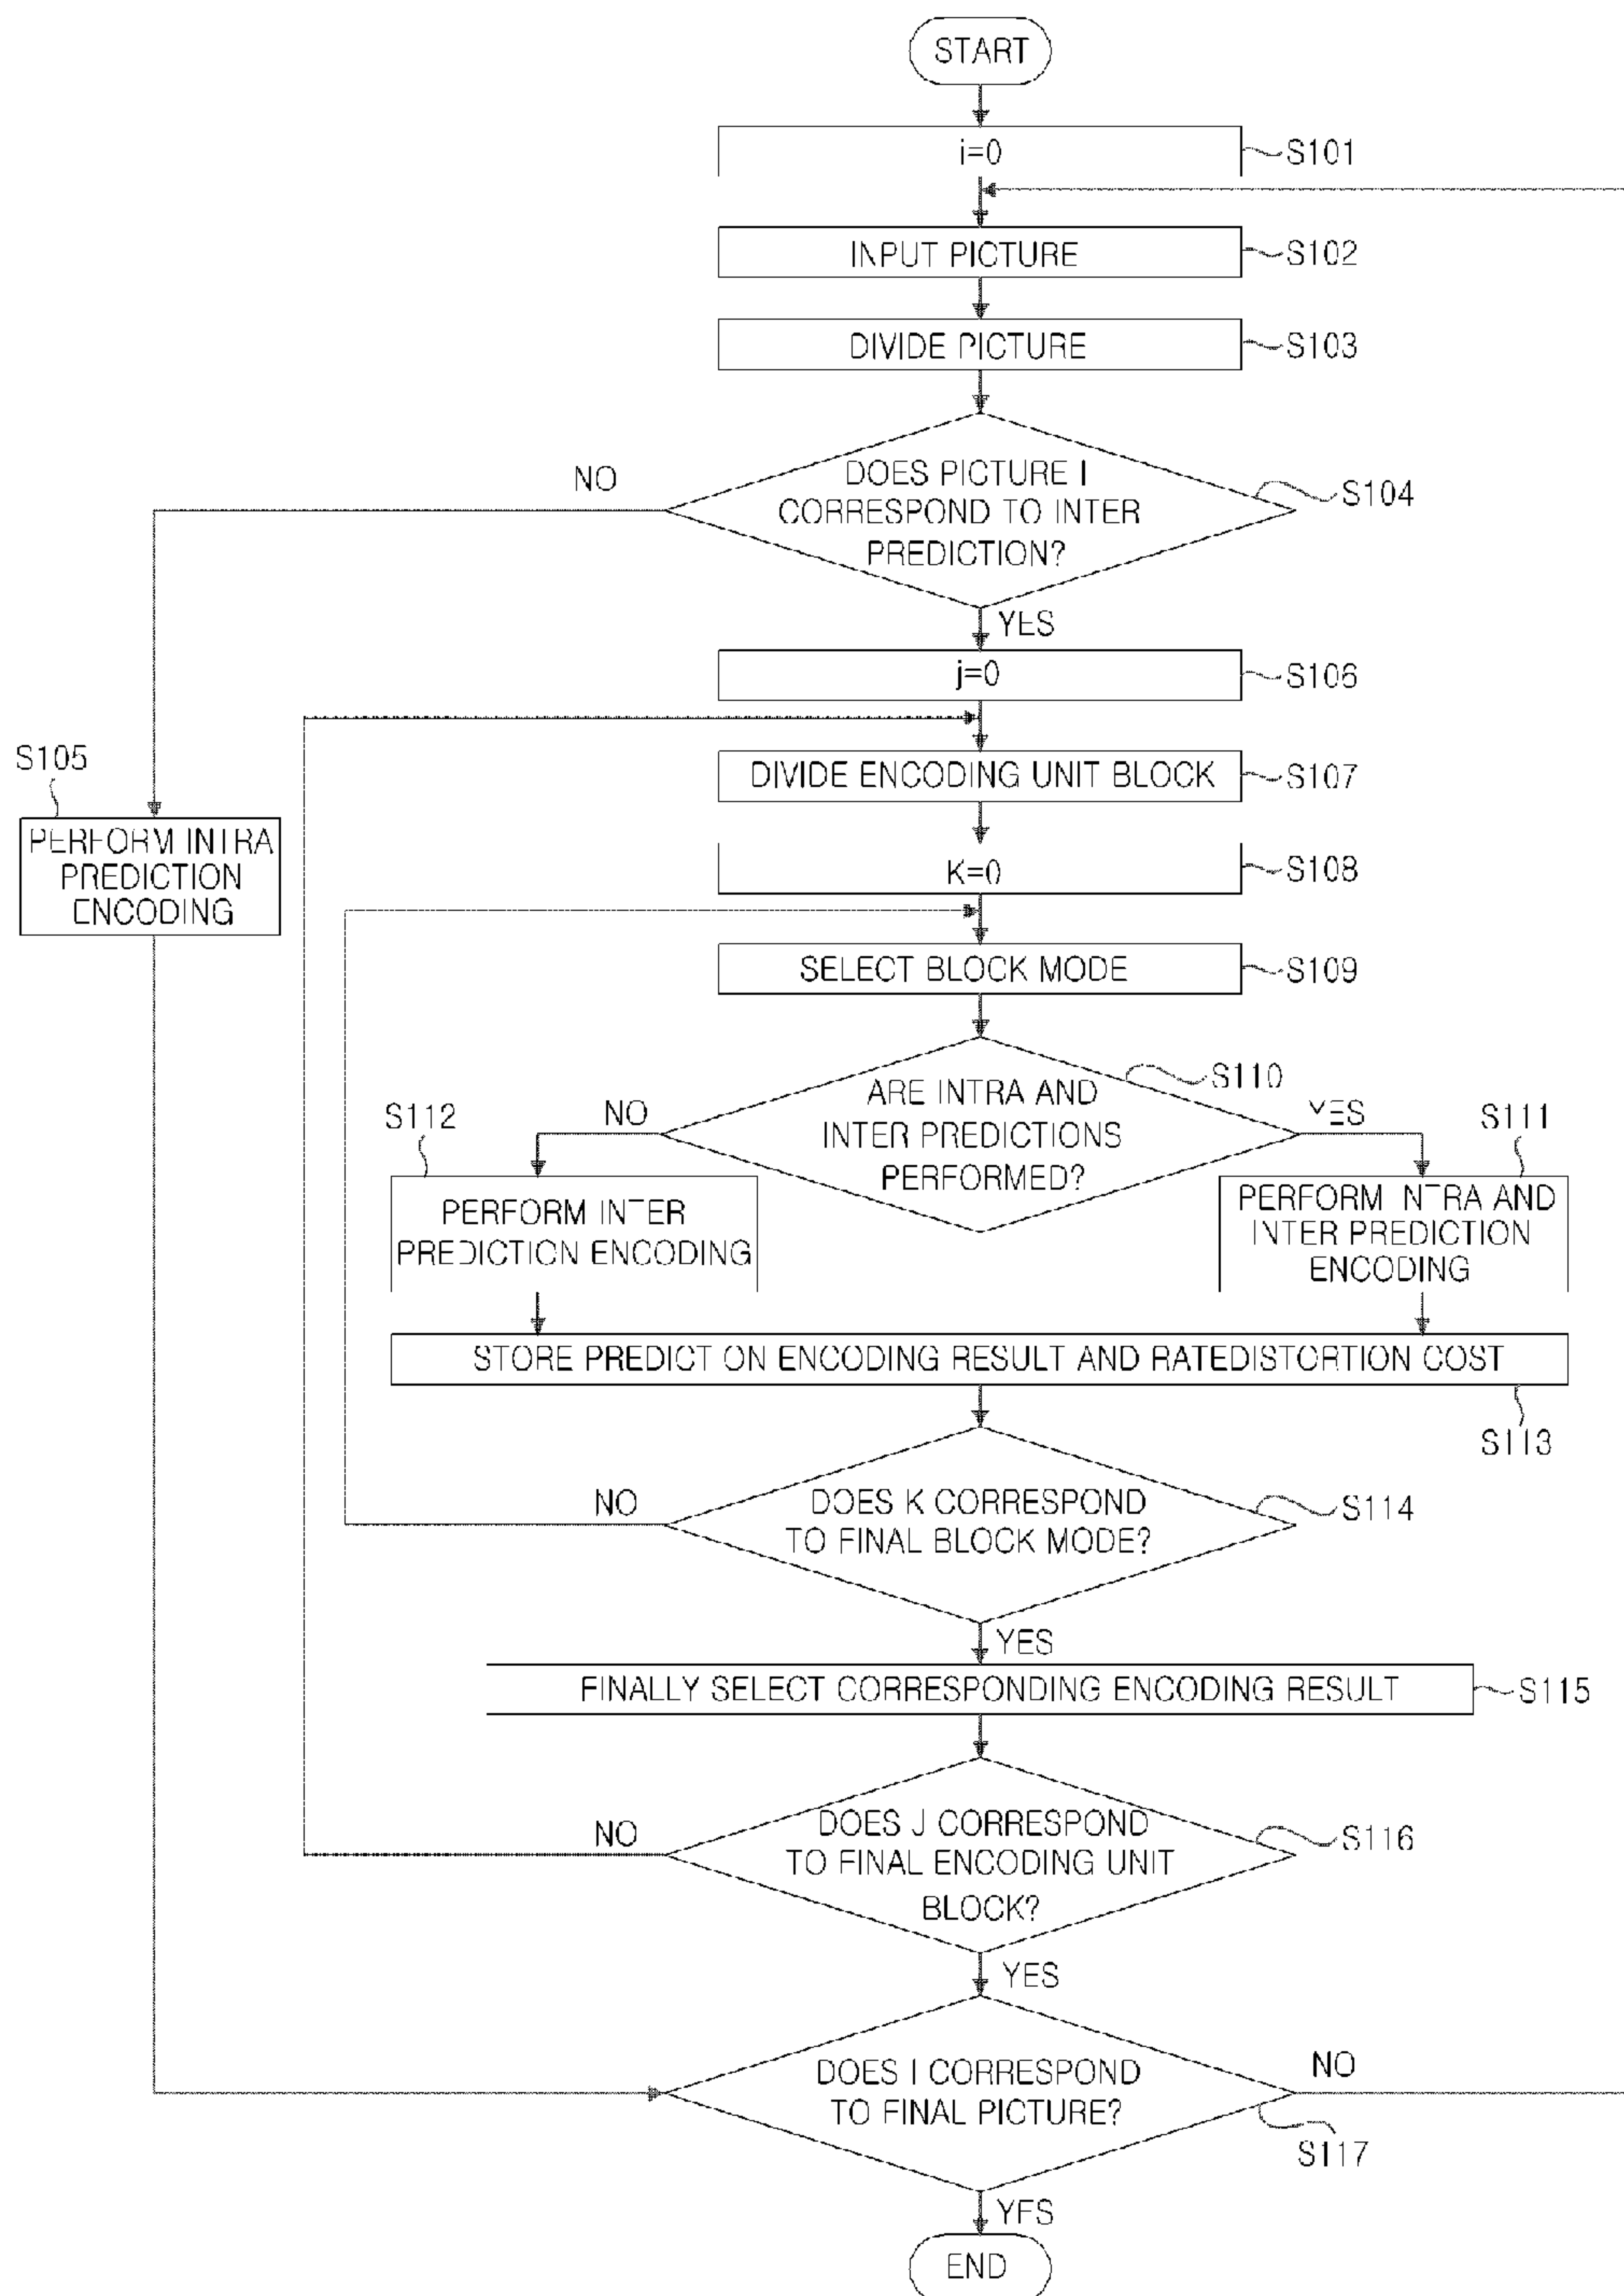 START
i=0
S101
INPUT PICTURE
S102
DIVIDE PICTURE
S103
DOES PICTURE I
CORRESPOND TO INTER
PREDICTION?
S104
NO
YES
j=0
S106
S105
PERFORM INTRA
PREDICTION
ENCODING
DIVIDE ENCODING UNIT BLOCK
S107
K=0
S108
SELECT BLOCK MODE
S109
ARE INTRA AND
INTER PREDICTIONS
PERFORMED?
S110
NO
YES
S112
S111
PERFORM INTER
PREDICTION ENCODING
PERFORM INTRA AND
INTER PREDICTION
ENCODING
STORE PREDICTION ENCODING RESULT AND RATEDISTORTION COST
S113
DOES K CORRESPOND
TO FINAL BLOCK MODE?
S114
NO
YES
FINALLY SELECT CORRESPONDING ENCODING RESULT
S115
DOES J CORRESPOND
TO FINAL ENCODING UNIT
BLOCK?
S116
NO
YES
DOES I CORRESPOND
TO FINAL PICTURE?
NO
S117
YES
END